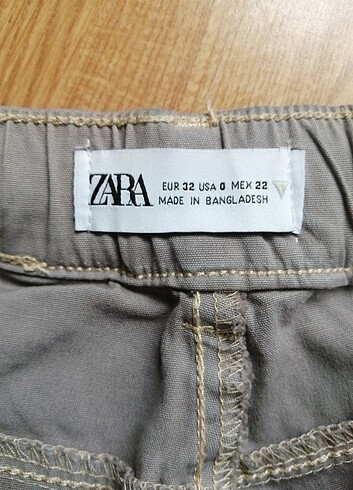 ZARA
EUR 32 USA 0 MEX 22
MADE IN BANGLADESH